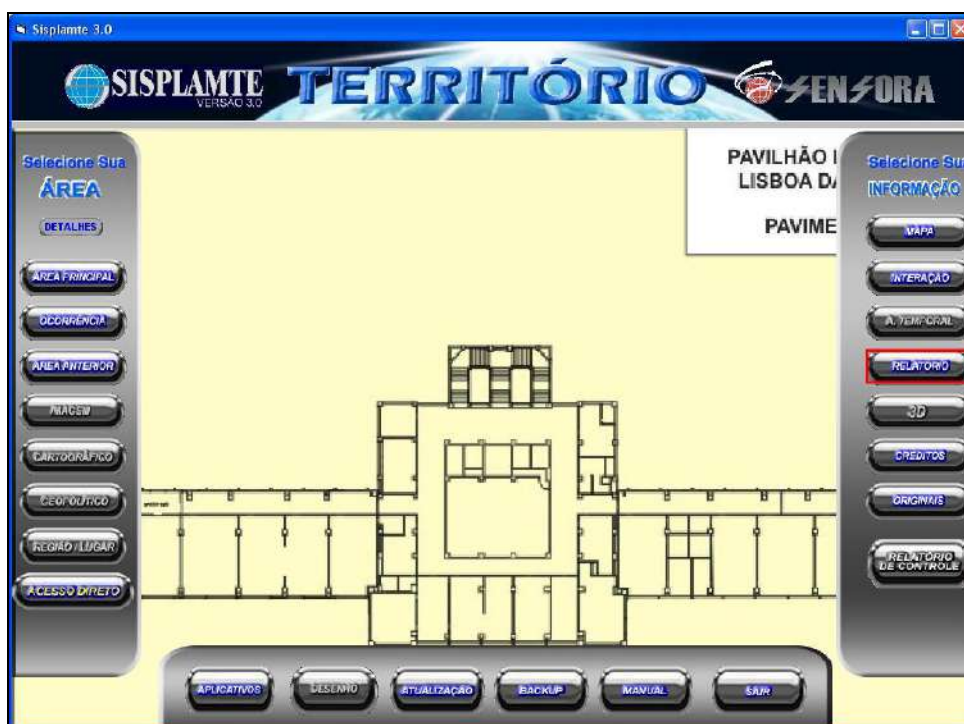 Sisplamte 3.0
SISPLAMTE
VERSÃO 3.0
TERRITÓRIO
SENSORA
Selecione Sua
ÁREA
DETALHES
ÁREA PRINCIPAL
OCORRÊNCIA
ÁREA ANTERIOR
IMAGEM
CARTOGRÁFICO
GEOPOLÍTICO
REGIÃO / LUGAR
ACESSO DIRETO
PAVILHÃO
LISBOA DA
PAVIME
Selecione Sua
INFORMAÇÃO
MAPA
INTERAÇÃO
A. TEMPORAL
RELATÓRIO
3D
CRÉDITOS
ORIGINAIS
RELATÓRIO
DE CONTROLE
APLICATIVOS
DESENHO
ATUALIZAÇÃO
BACKUP
MANUAL
SAIR